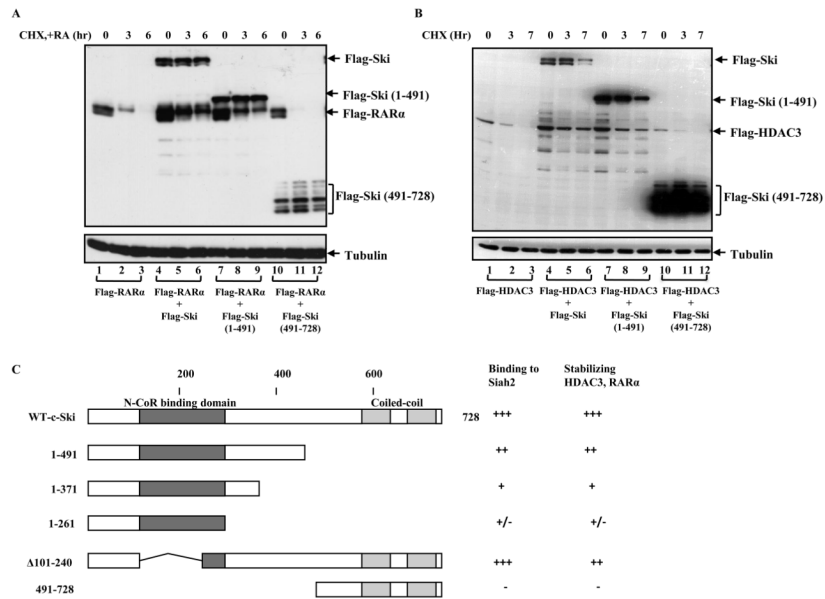 A
CHX,+RA (hr) 0 3 6 0 3 6 0 3 6 0 3 6
Flag-Ski
Flag-Ski (1-491)
Flag-RARα
Flag-Ski (491-728)
Tubulin
1 2 3 4 5 6 7 8 9 10 11 12
Flag-RARα
Flag-RARα + Flag-Ski
Flag-RARα + Flag-Ski (1-491)
Flag-RARα + Flag-Ski (491-728)
B
CHX (Hr) 0 3 7 0 3 7 0 3 7 0 3 7
Flag-Ski
Flag-Ski (1-491)
Flag-HDAC3
Flag-Ski (491-728)
Tubulin
1 2 3 4 5 6 7 8 9 10 11 12
Flag-HDAC3
Flag-HDAC3 + Flag-Ski
Flag-HDAC3 + Flag-Ski (1-491)
Flag-HDAC3 + Flag-Ski (491-728)
C
200 400 600
Binding to Siah2
Stabilizing HDAC3, RARα
N-CoR binding domain Coiled-coil
WT-c-Ski 728 +++ +++
1-491 ++ ++
1-371 + +
1-261 +/- +/-
Δ101-240 +++ ++
491-728 - -